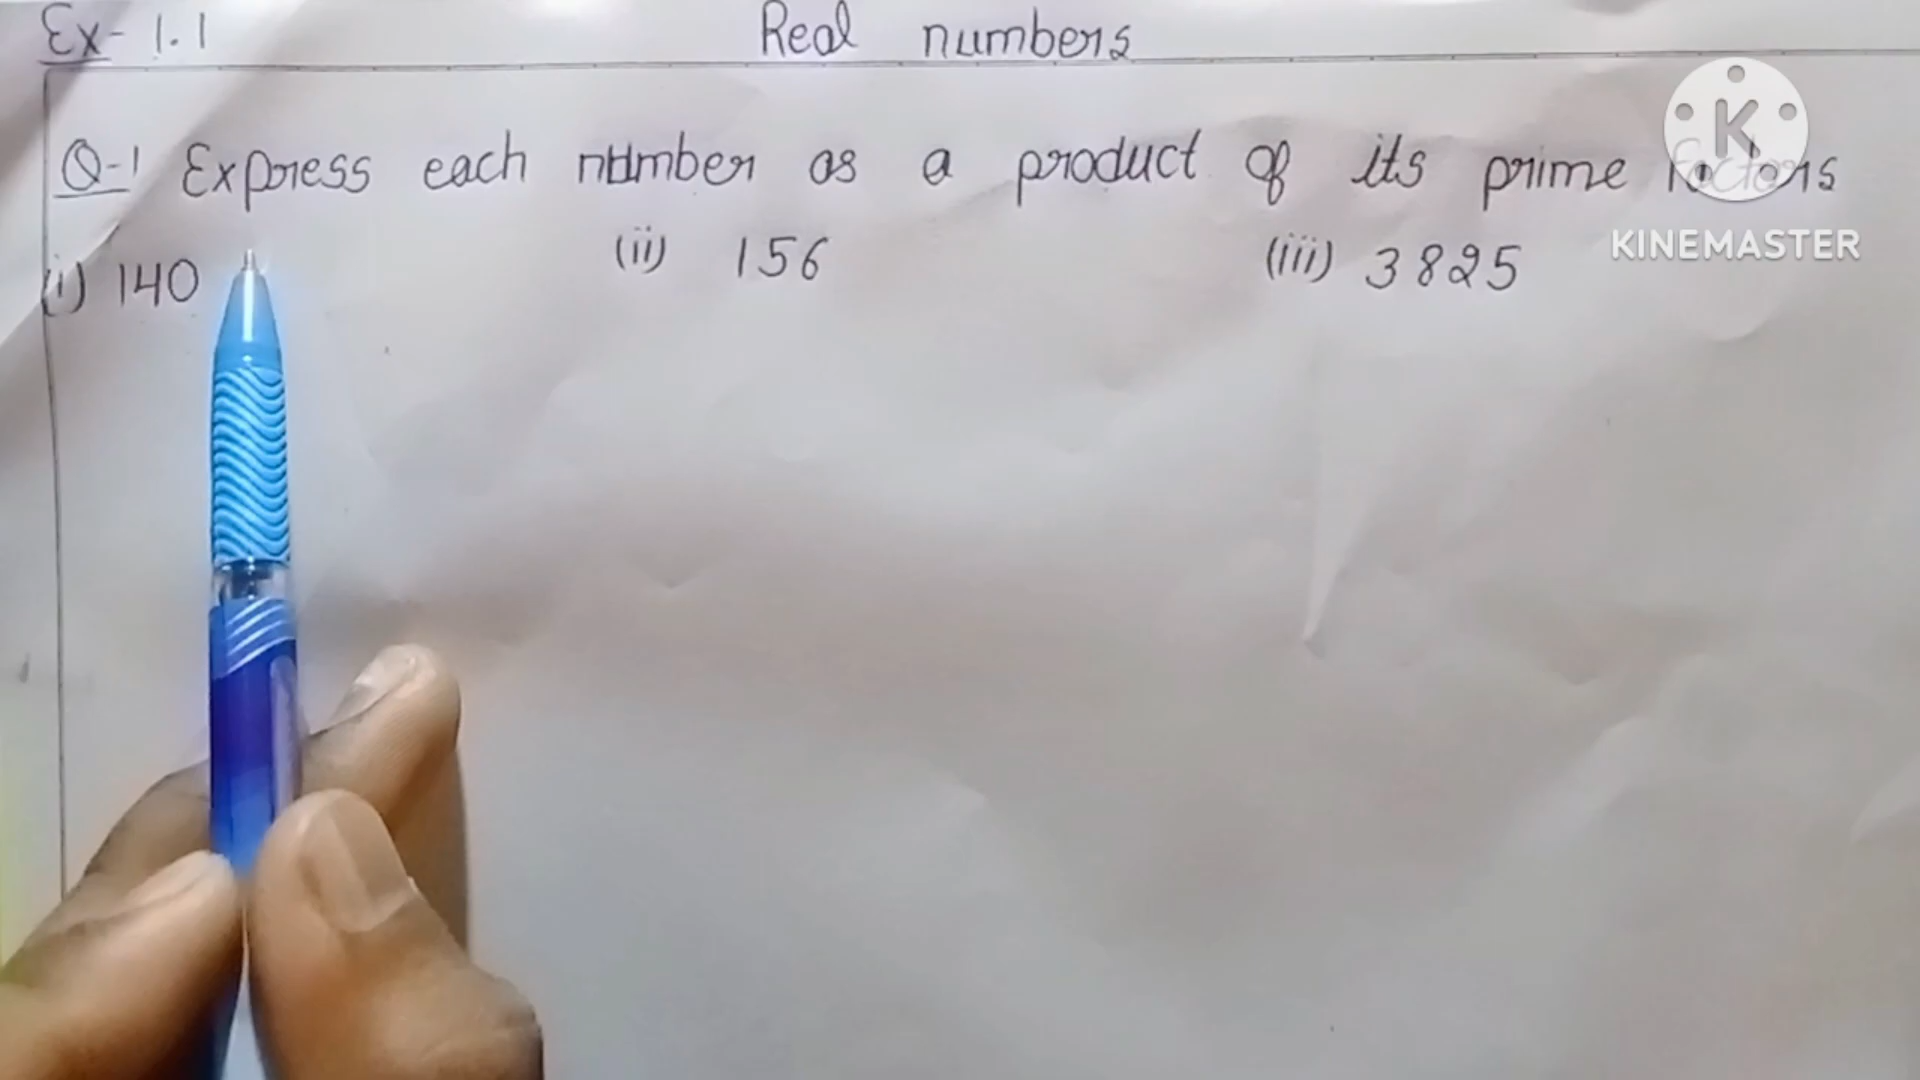 Ex- 1.1 Real numbers
Q-1 Express each number as a product of its prime factors
(i) 140 (ii) 156 (iii) 3825
K
KINEMASTER